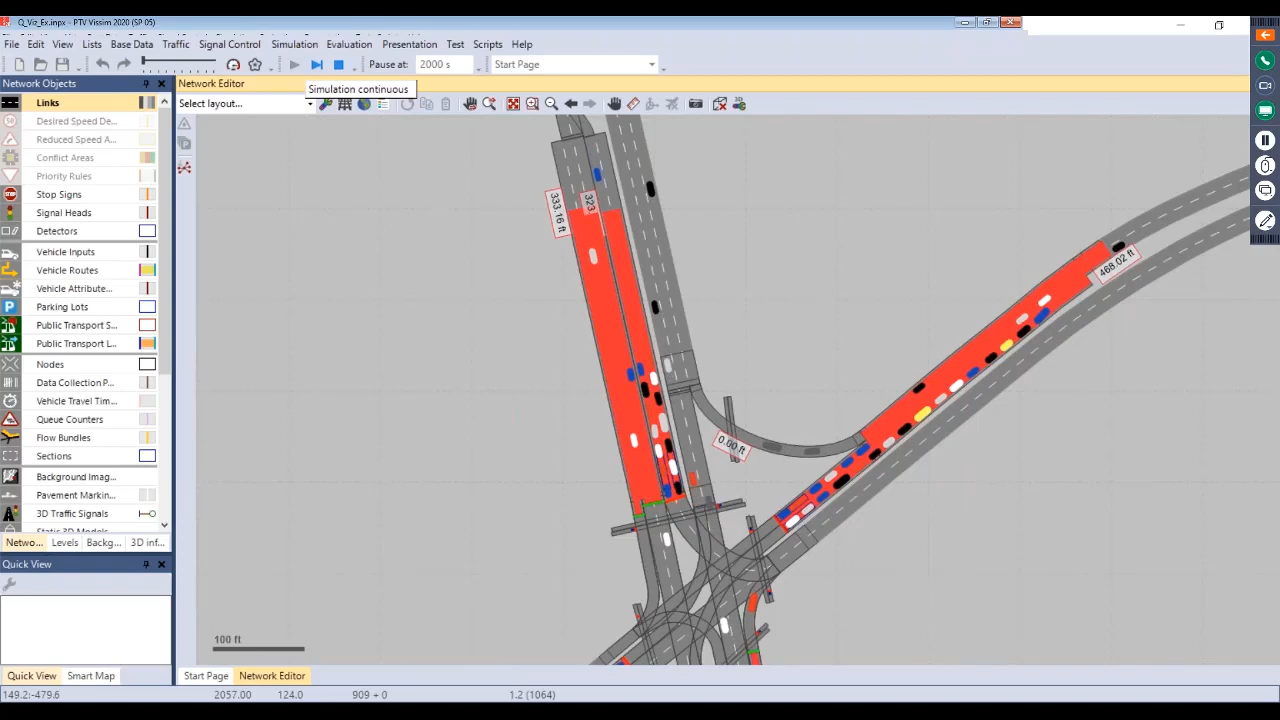 Q_Viz_Ex.inpx - PTV Vissim 2020 (SP 05)
File Edit View Lists Base Data Traffic Signal Control Simulation Evaluation Presentation Test Scripts Help
Pause at: 2000 s Start Page
Network Objects
Network Editor
Simulation continuous
Select layout...
Links
Desired Speed De...
Reduced Speed A...
Conflict Areas
Priority Rules
Stop Signs
Signal Heads
Detectors
Vehicle Inputs
Vehicle Routes
Vehicle Attribute...
Parking Lots
Public Transport S...
Public Transport L...
Nodes
Data Collection P...
Vehicle Travel Tim...
Queue Counters
Flow Bundles
Sections
Background Imag...
Pavement Markin...
3D Traffic Signals
Static 3D Models
Netwo... Levels Backg... 3D inf...
Quick View
333.16 ft
323.
468.02 ft
0.00 ft
100 ft
Quick View Smart Map
Start Page Network Editor
149.2:-479.6 2057.00 124.0 909 + 0 1.2 (1064)